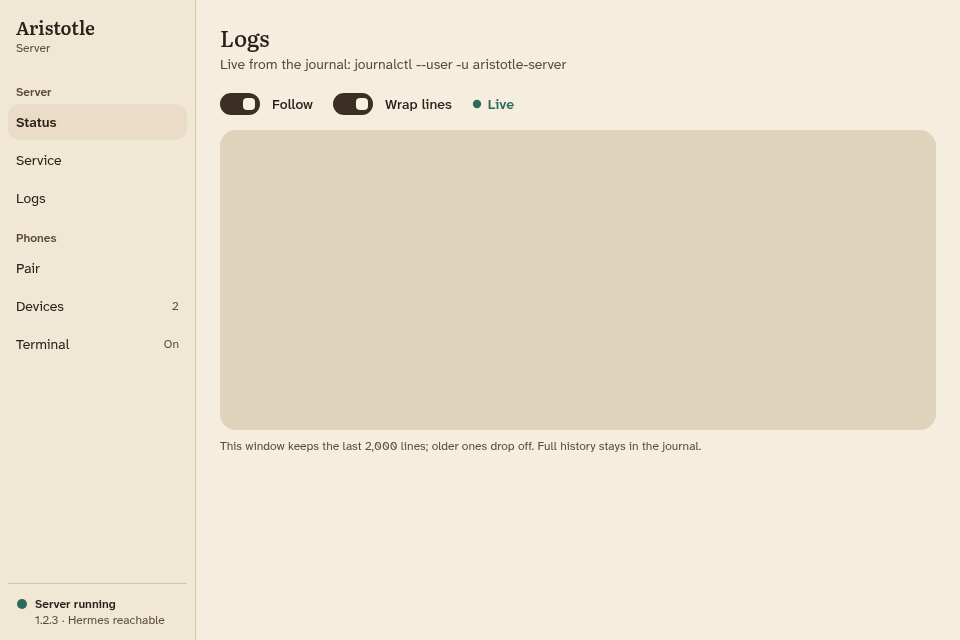 Aristotle
Server
Server
Status
Service
Logs
Phones
Pair
Devices 2
Terminal On
Server running
1.2.3 · Hermes reachable
Logs
Live from the journal: journalctl --user -u aristotle-server
Follow Wrap lines Live
This window keeps the last 2,000 lines; older ones drop off. Full history stays in the journal.